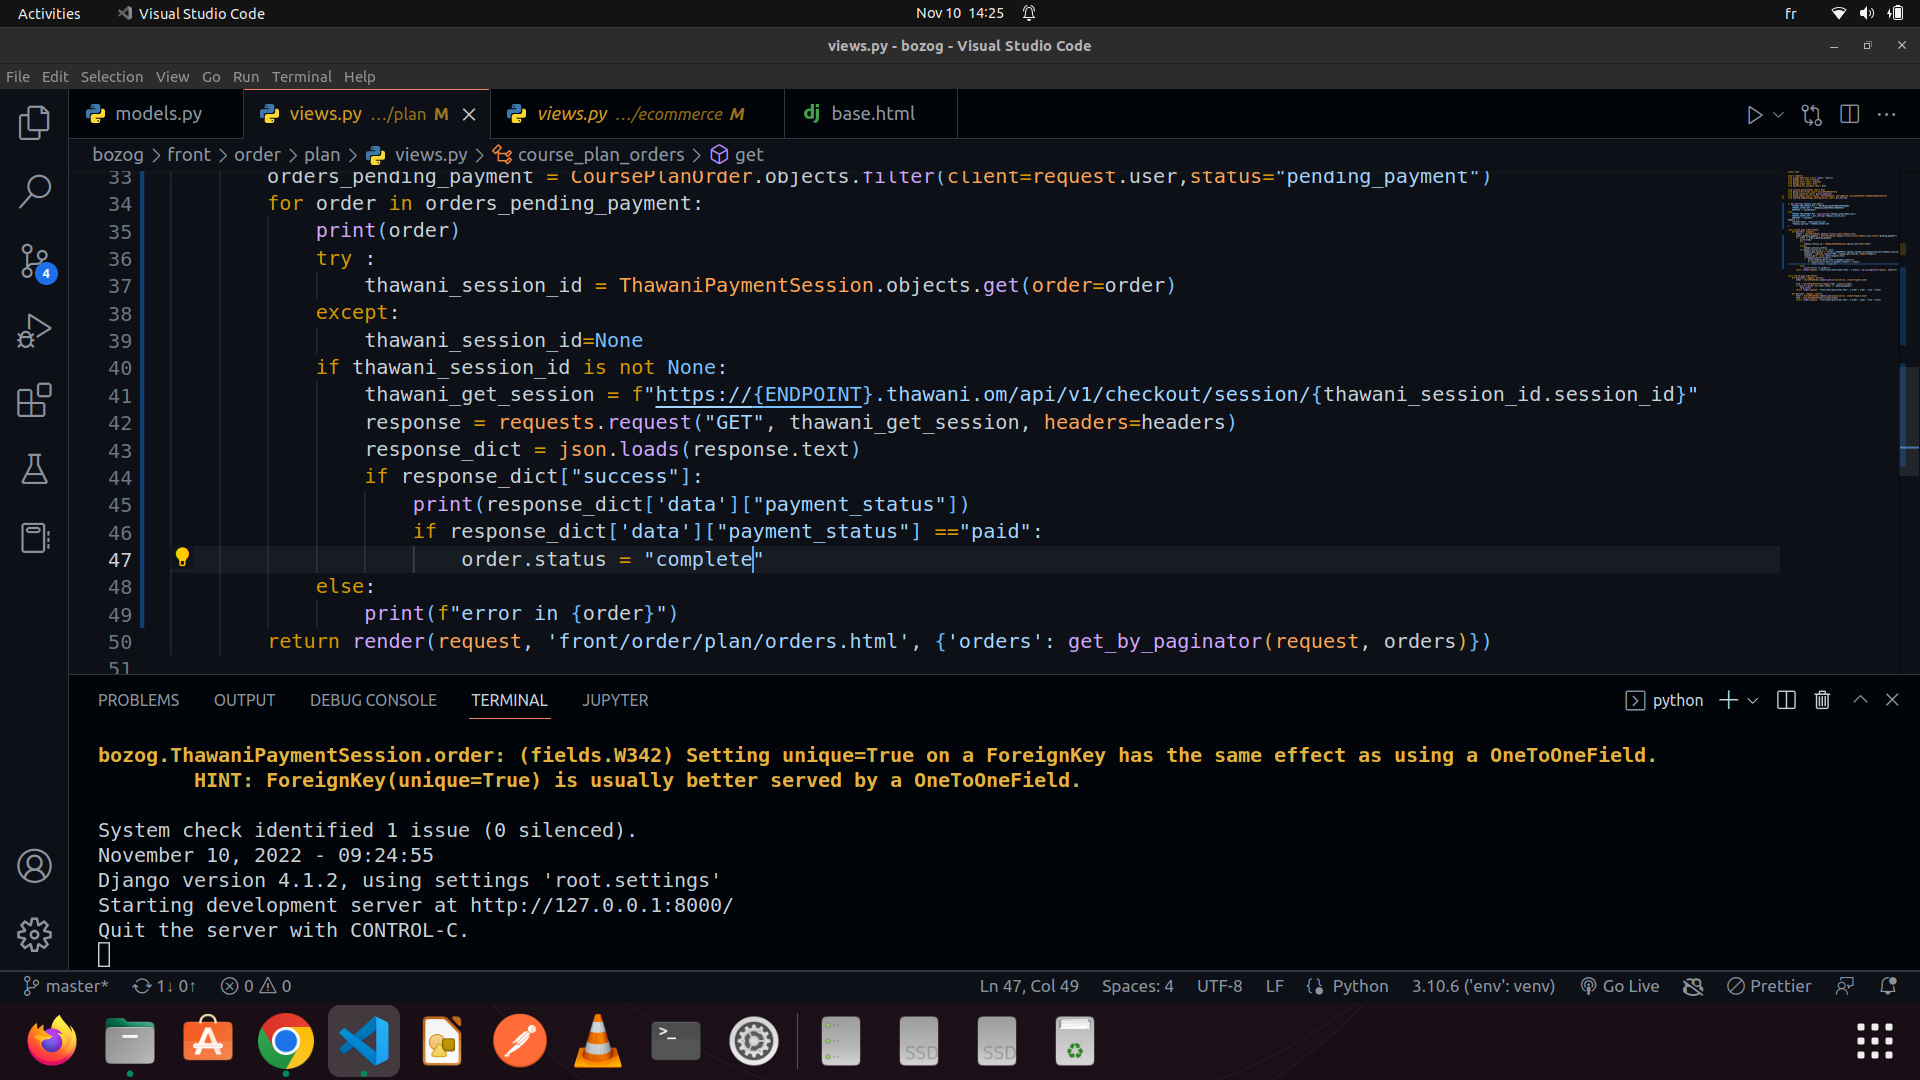 Activities
Visual Studio Code
Nov 10 14:25
fr
views.py - bozog - Visual Studio Code
File Edit Selection View Go Run Terminal Help
models.py
views.py .../plan M
views.py .../ecommerce M
dj base.html
bozog > front > order > plan > views.py > course_plan_orders > get
33 orders_pending_payment = CoursePlanOrder.objects.filter(client=request.user,status="pending_payment")
34 for order in orders_pending_payment:
35 print(order)
36 try :
37 thawani_session_id = ThawaniPaymentSession.objects.get(order=order)
38 except:
39 thawani_session_id=None
40 if thawani_session_id is not None:
41 thawani_get_session = f"https://{ENDPOINT}.thawani.om/api/v1/checkout/session/{thawani_session_id.session_id}"
42 response = requests.request("GET", thawani_get_session, headers=headers)
43 response_dict = json.loads(response.text)
44 if response_dict["success"]:
45 print(response_dict['data']["payment_status"])
46 if response_dict['data']["payment_status"] =="paid":
47 order.status = "complete"
48 else:
49 print(f"error in {order}")
50 return render(request, 'front/order/plan/orders.html', {'orders': get_by_paginator(request, orders)})
51
4
PROBLEMS OUTPUT DEBUG CONSOLE TERMINAL JUPYTER
python
bozog.ThawaniPaymentSession.order: (fields.W342) Setting unique=True on a ForeignKey has the same effect as using a OneToOneField.
HINT: ForeignKey(unique=True) is usually better served by a OneToOneField.
System check identified 1 issue (0 silenced).
November 10, 2022 - 09:24:55
Django version 4.1.2, using settings 'root.settings'
Starting development server at http://127.0.0.1:8000/
Quit the server with CONTROL-C.
master* 1↓ 0↑ 0 0
Ln 47, Col 49 Spaces: 4 UTF-8 LF Python 3.10.6 ('env': venv) Go Live Prettier
SSD
SSD